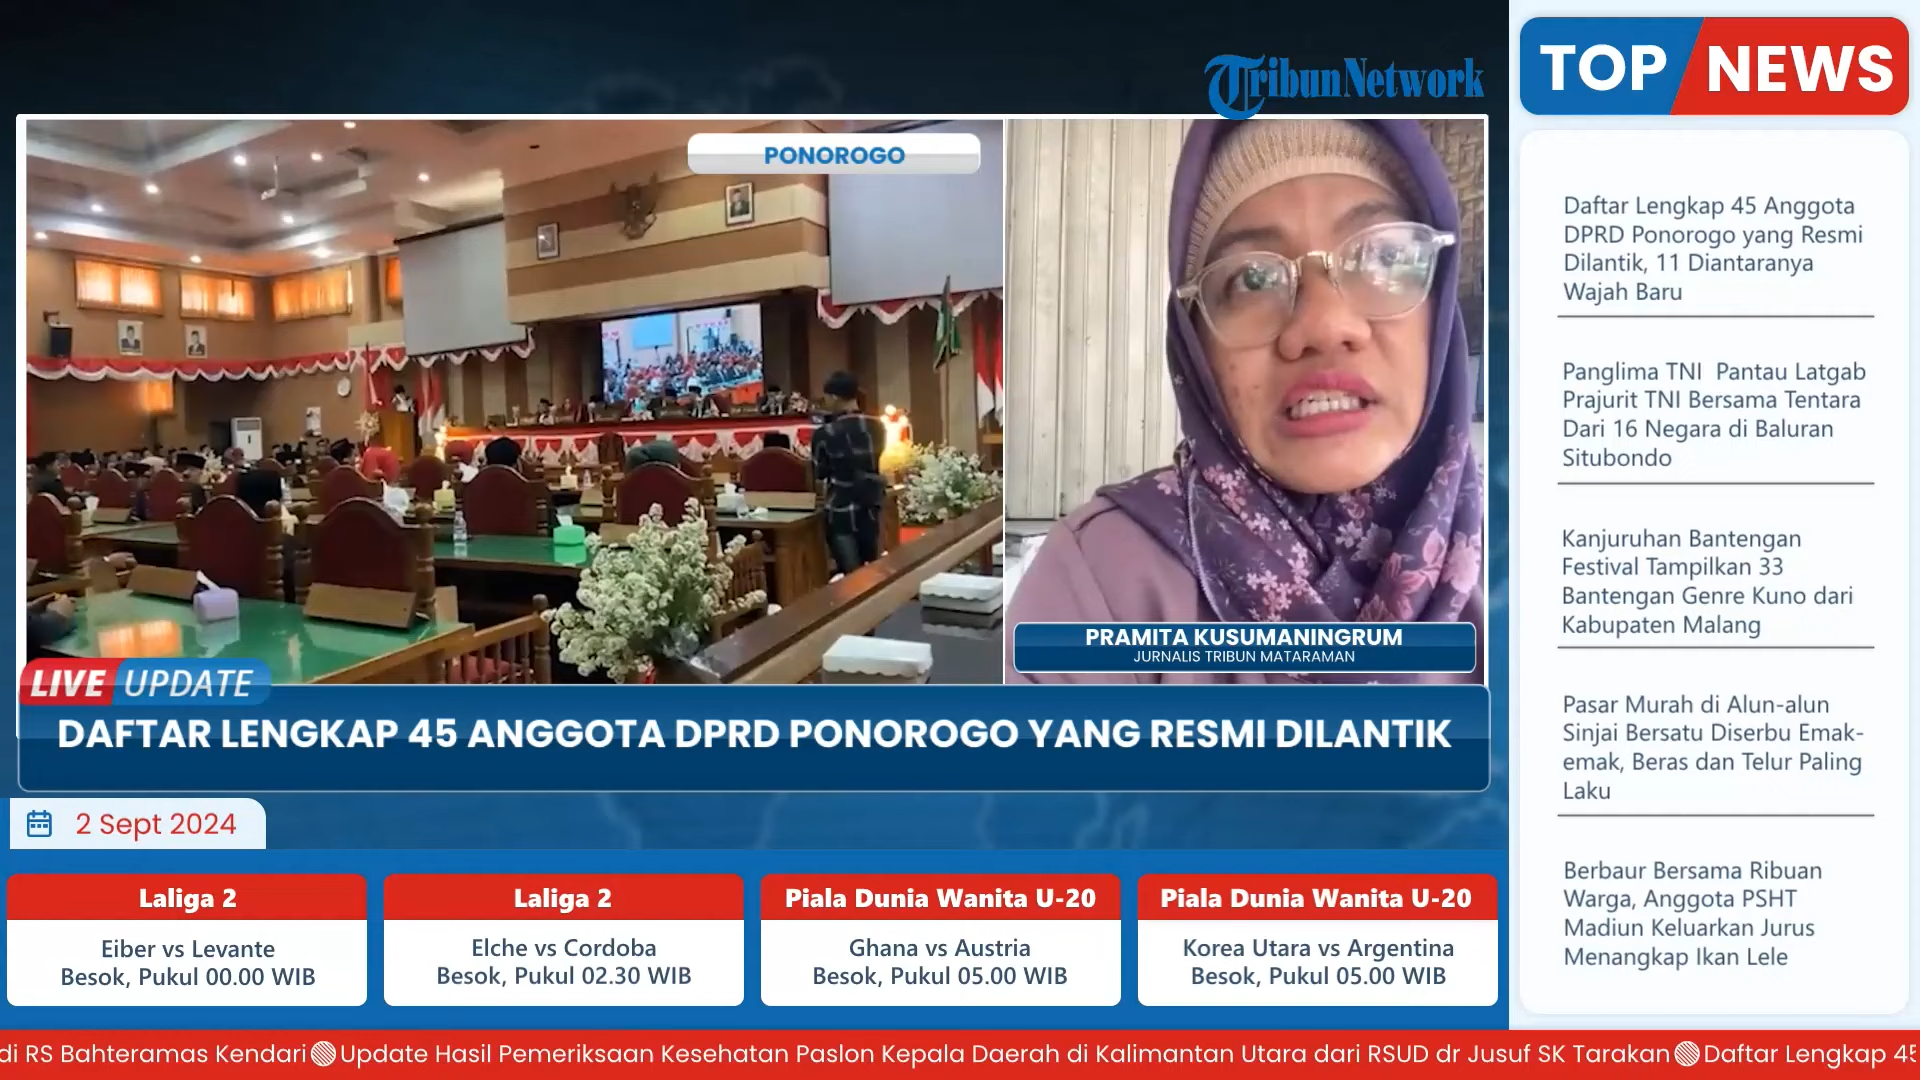 TribunNetwork
PONOROGO
PRAMITA KUSUMANINGRUM
JURNALIS TRIBUN MATARAMAN
LIVE UPDATE
DAFTAR LENGKAP 45 ANGGOTA DPRD PONOROGO YANG RESMI DILANTIK
2 Sept 2024
Laliga 2
Eiber vs Levante
Besok, Pukul 00.00 WIB
Laliga 2
Elche vs Cordoba
Besok, Pukul 02.30 WIB
Piala Dunia Wanita U-20
Ghana vs Austria
Besok, Pukul 05.00 WIB
Piala Dunia Wanita U-20
Korea Utara vs Argentina
Besok, Pukul 05.00 WIB
TOP NEWS
Daftar Lengkap 45 Anggota
DPRD Ponorogo yang Resmi
Dilantik, 11 Diantaranya
Wajah Baru
Panglima TNI  Pantau Latgab
Prajurit TNI Bersama Tentara
Dari 16 Negara di Baluran
Situbondo
Kanjuruhan Bantengan
Festival Tampilkan 33
Bantengan Genre Kuno dari
Kabupaten Malang
Pasar Murah di Alun-alun
Sinjai Bersatu Diserbu Emak-
emak, Beras dan Telur Paling
Laku
Berbaur Bersama Ribuan
Warga, Anggota PSHT
Madiun Keluarkan Jurus
Menangkap Ikan Lele
di RS Bahteramas Kendari Update Hasil Pemeriksaan Kesehatan Paslon Kepala Daerah di Kalimantan Utara dari RSUD dr Jusuf SK Tarakan Daftar Lengkap 45